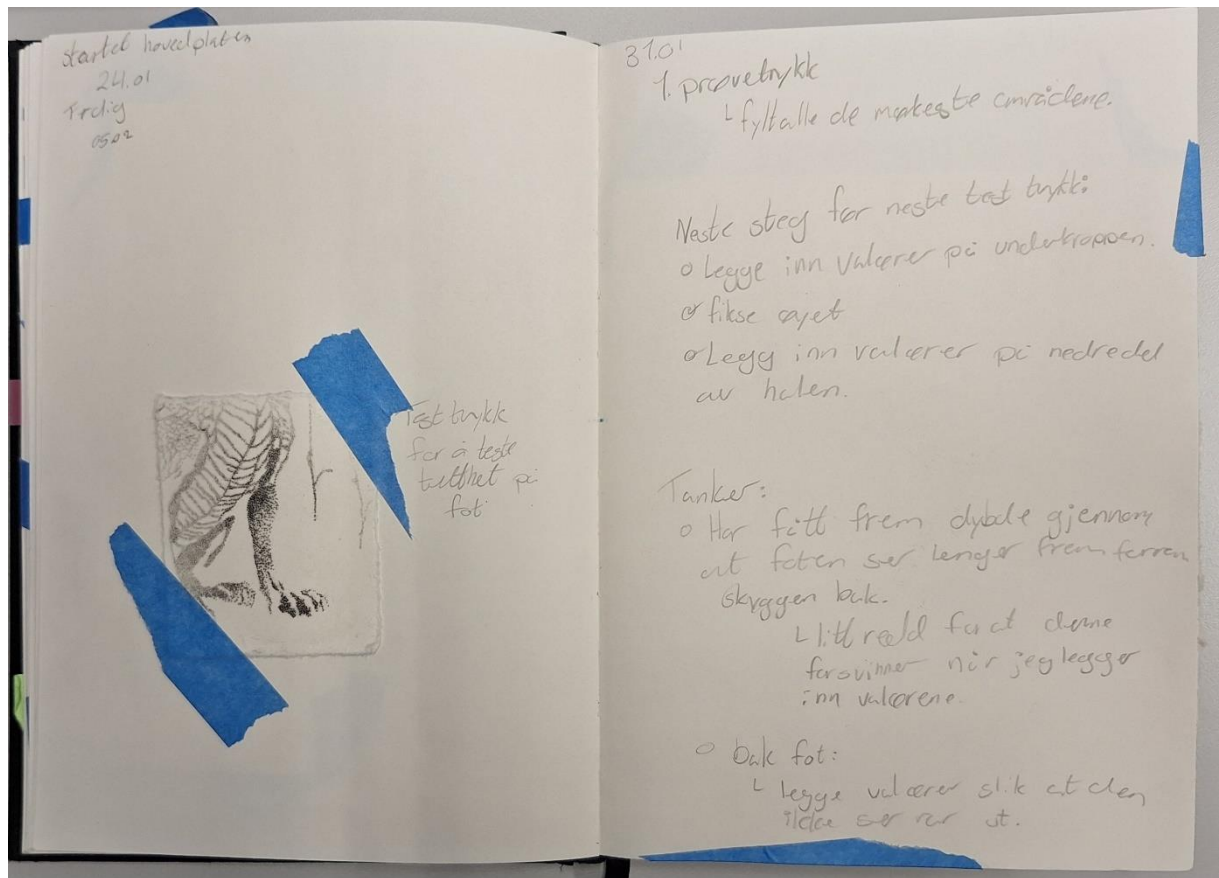 startet hovedplaten
24.01
Ferdig
05.02
Test trykk
for å teste
tetthet på
fot
31.01
1. prøvetrykk
fylt alle de mørkeste områdene.
Neste steg før neste test trykk:
Legge inn valører på underkroppen.
fikse øyet
Legg inn valører på nedredel
av halen.
Tanker:
Har fått frem dybde gjennom
at foten ser lenger frem ferren
skyggen bak.
litt redd for at denne
forsvinner når jeg legger
inn valørene.
bak fot:
legge valører slik at den
ikke ser rar ut.